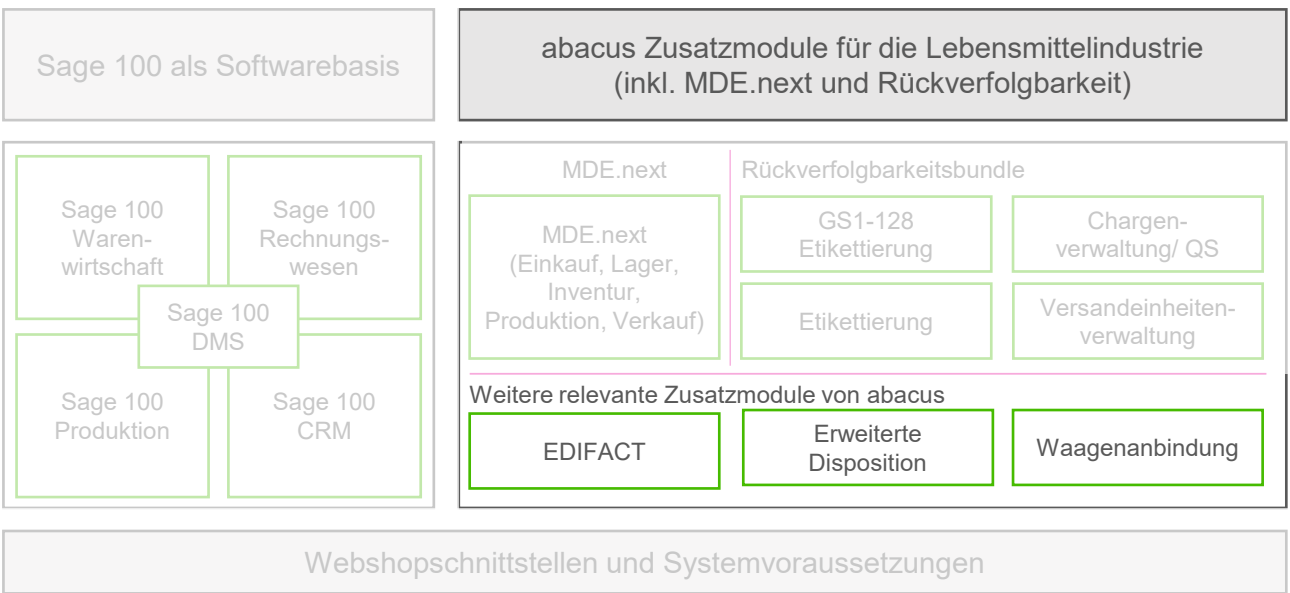 Sage 100 als Softwarebasis
abacus Zusatzmodule für die Lebensmittelindustrie
(inkl. MDE.next und Rückverfolgbarkeit)
Sage 100
Waren-
wirtschaft
Sage 100
Rechnungs-
wesen
Sage 100
DMS
Sage 100
Produktion
Sage 100
CRM
MDE.next
MDE.next
(Einkauf, Lager,
Inventur,
Produktion, Verkauf)
Rückverfolgbarkeitsbundle
GS1-128
Etikettierung
Chargen-
verwaltung/ QS
Etikettierung
Versandeinheiten-
verwaltung
Weitere relevante Zusatzmodule von abacus
EDIFACT
Erweiterte
Disposition
Waagenanbindung
Webshopschnittstellen und Systemvoraussetzungen